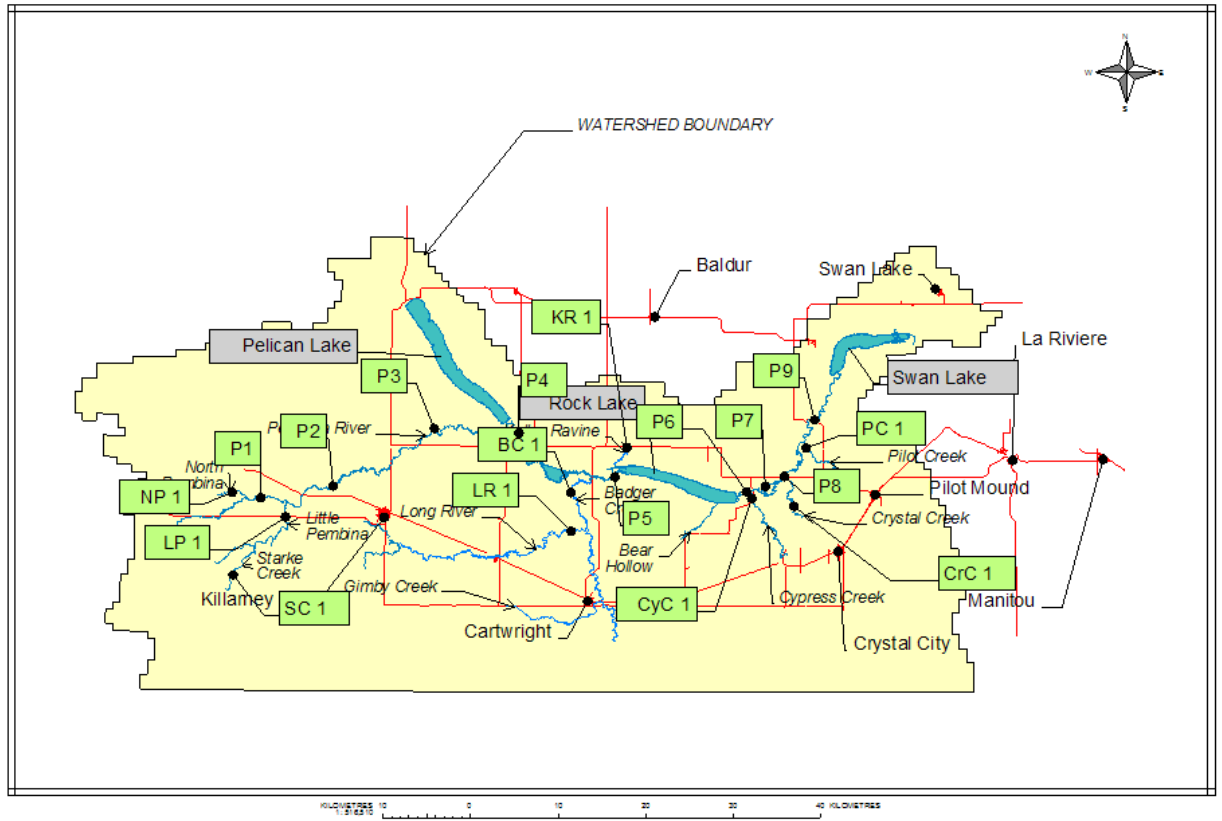 N
W
E
S
WATERSHED BOUNDARY
Baldur
Swan Lake
KR 1
La Riviere
Pelican Lake
P3
P4
P9
Swan Lake
Rock Lake
P2
River
P1
BC 1
Ravine
P6
P7
PC 1
North
Pembina
NP 1
LR 1
Badger
Pilot Creek
P8
Pilot Mound
LP 1
Little
Pembina
Long River
P5
Crystal Creek
Starke
Creek
Bear
Hollow
CrC 1
Killarney
SC 1
Gimby Creek
CyC 1
Cypress Creek
Manitou
Cartwright
Crystal City
KILOMETRES 10 0 10 20 30 40 KILOMETRES